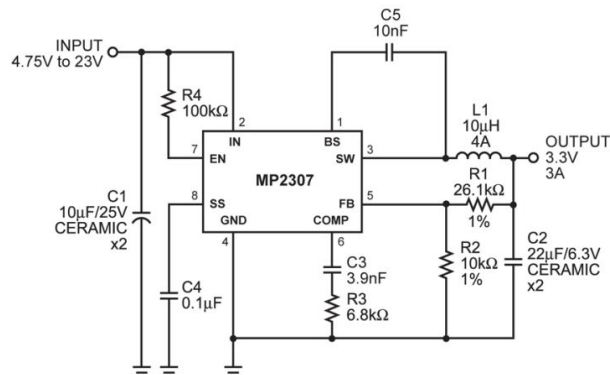 C5
10nF
INPUT
4.75V to 23V
R4
100kΩ
2
1
L1
10µH
4A
OUTPUT
3.3V
3A
7
EN
IN
BS
SW
3
MP2307
R1
26.1kΩ
1%
C1
10µF/25V
CERAMIC
x2
8
SS
FB
5
GND
COMP
4
6
C3
3.9nF
R2
10kΩ
1%
C2
22µF/6.3V
CERAMIC
x2
C4
0.1µF
R3
6.8kΩ